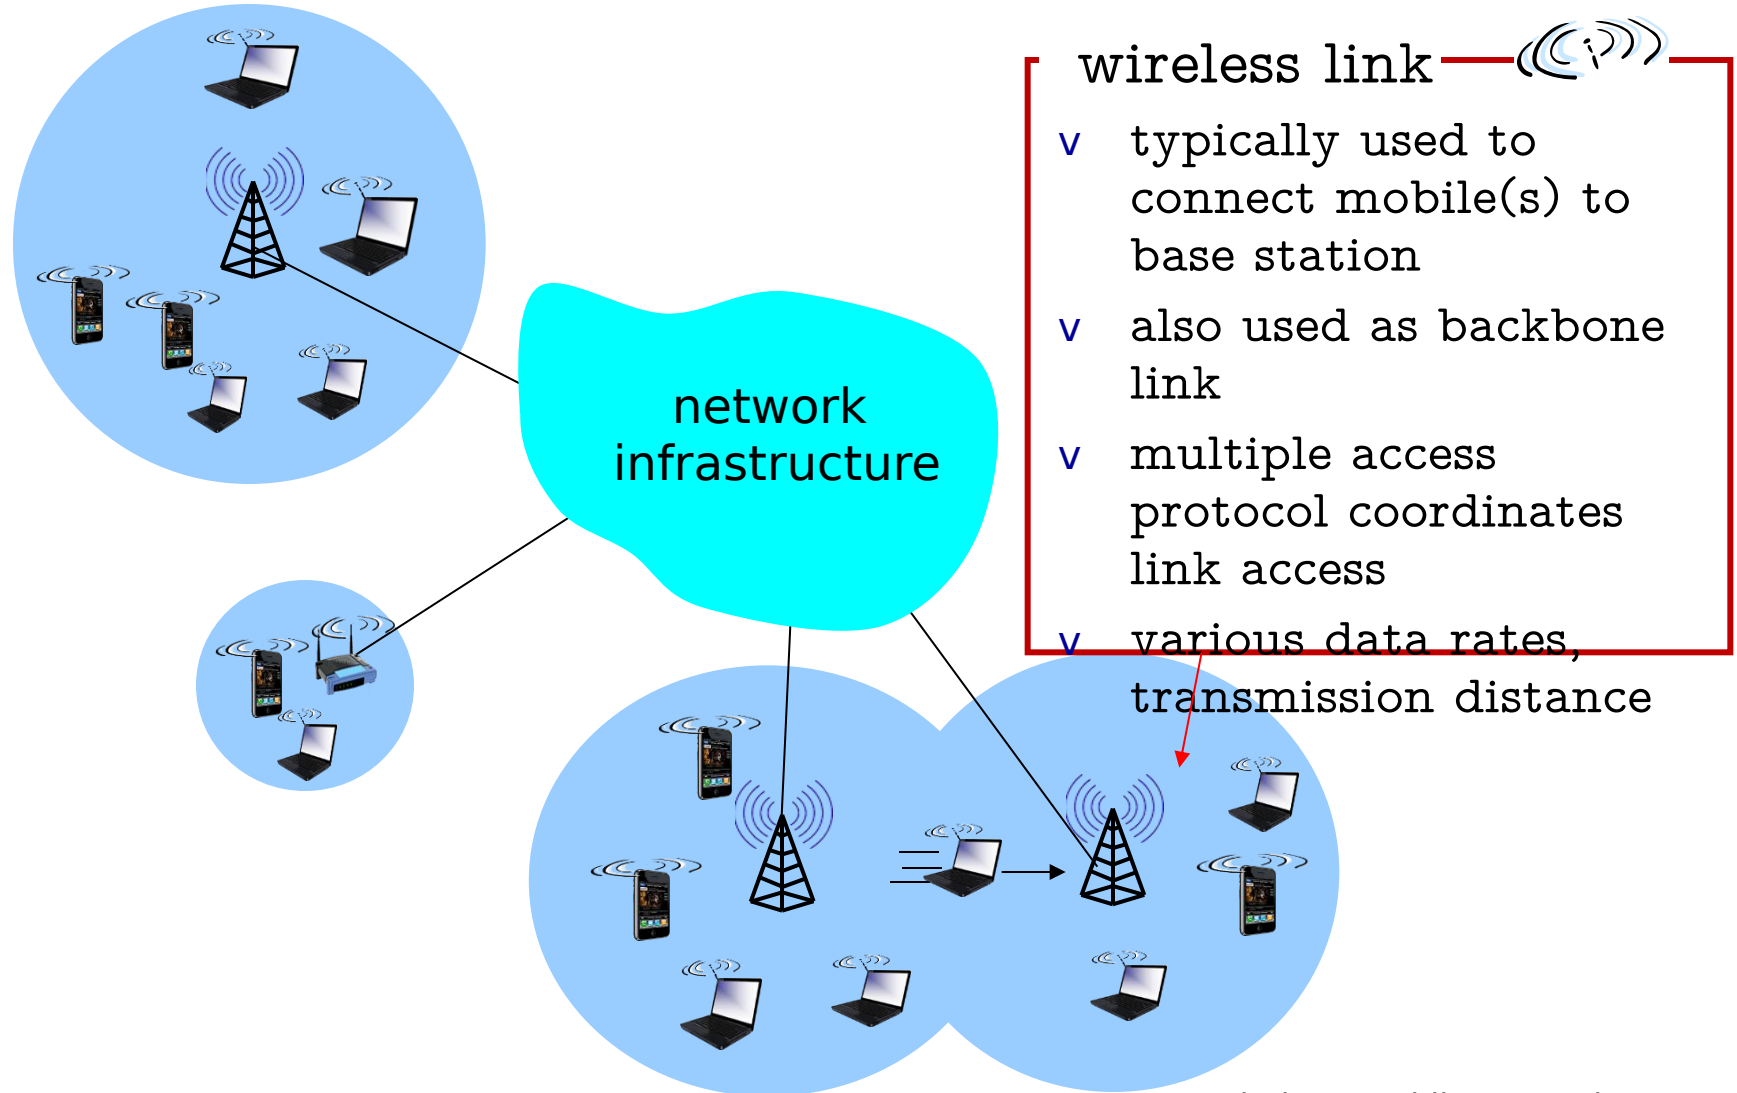 wireless link
v typically used to
connect mobile(s) to
base station
v also used as backbone
link
v multiple access
protocol coordinates
link access
v various data rates,
transmission distance
network
infrastructure